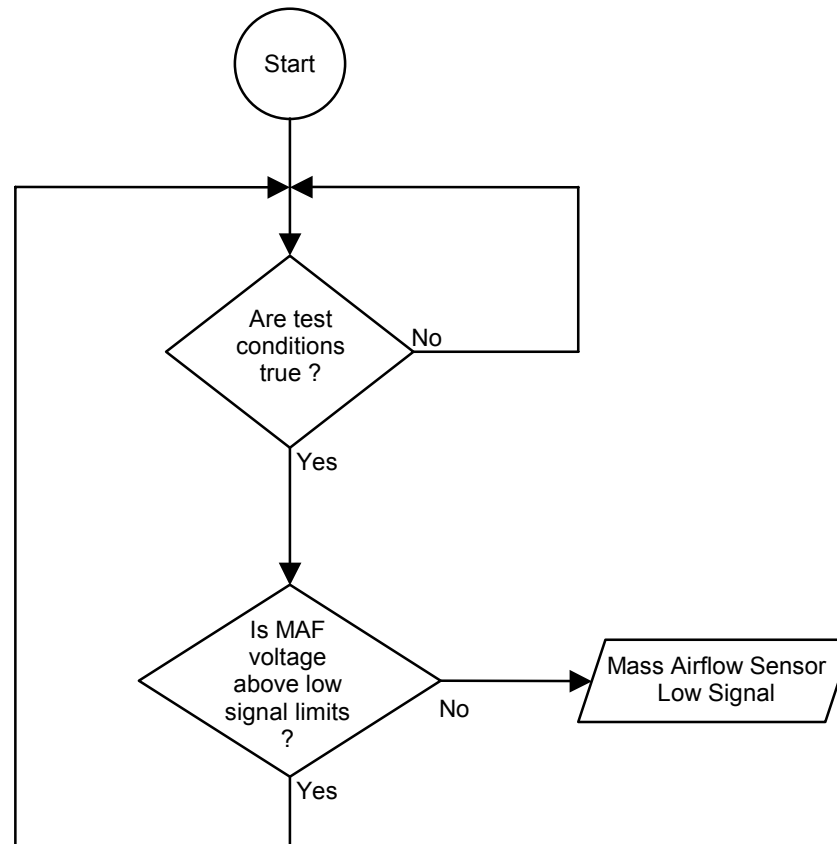 Start
Are test
conditions
true ?
No
Yes
Is MAF
voltage
above low
signal limits
?
No
Mass Airflow Sensor
Low Signal
Yes